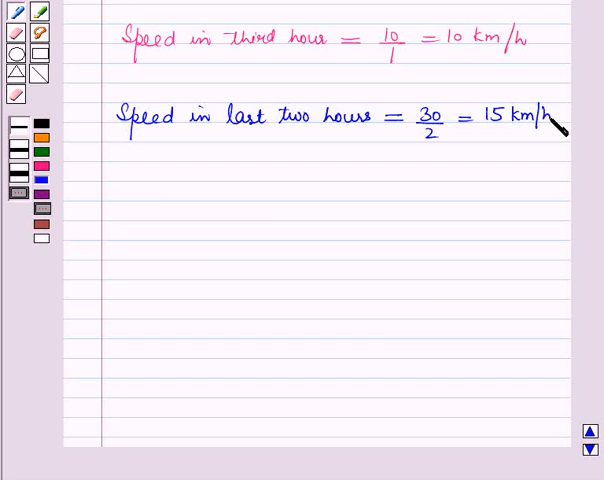 Speed in third hour = 10/1 = 10 km/h
Speed in last two hours = 30/2 = 15 km/h